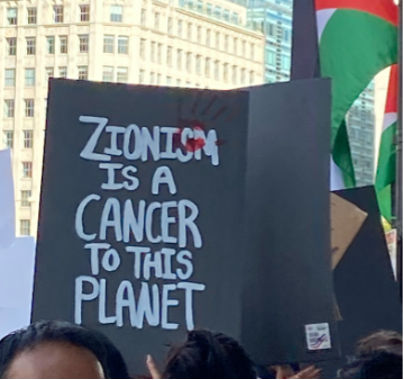 ZIONISM
IS A
CANCER
TO THIS
PLANET